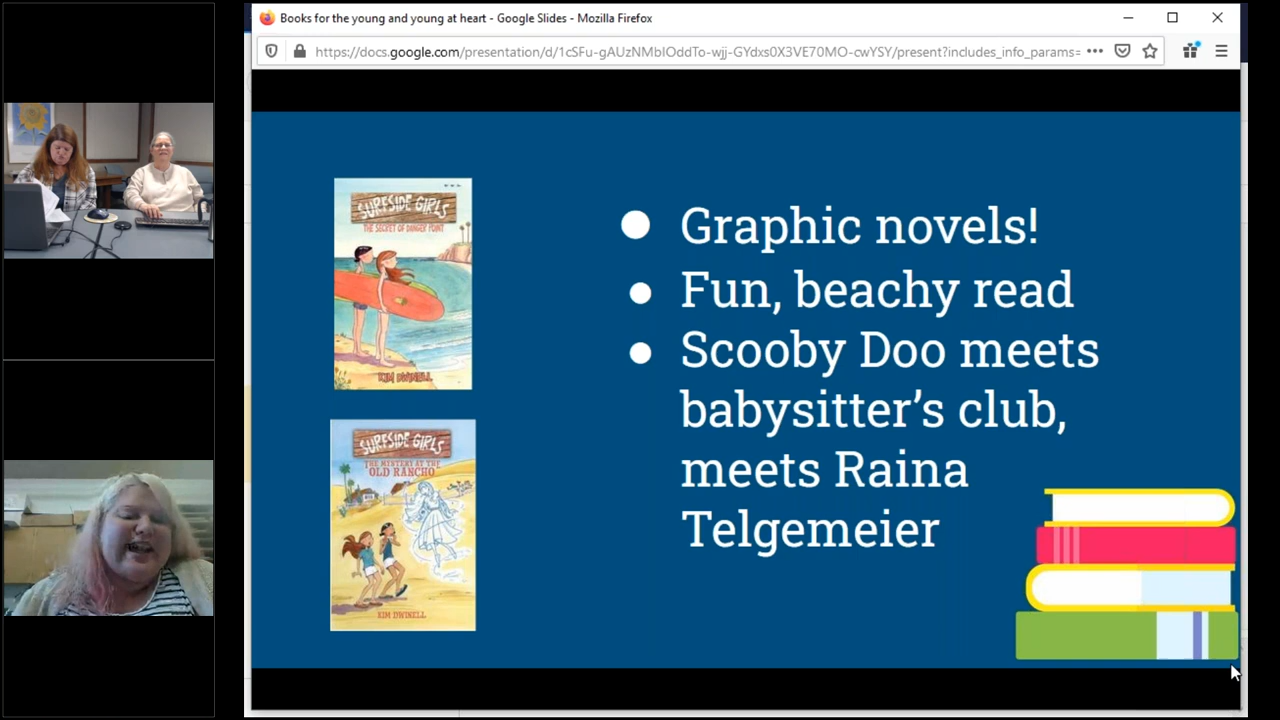 Books for the young and young at heart - Google Slides - Mozilla Firefox
https://docs.google.com/presentation/d/1cSFu-gAUzNMbIOddTo-wjj-GYdxs0X3VE70MO-cwYSY/present?includes_info_params=
SURFSIDE GIRLS
THE SECRET OF DANGER POINT
KIM DWINELL
SURFSIDE GIRLS
THE MYSTERY AT THE
OLD RANCHO
KIM DWINELL
● Graphic novels!
● Fun, beachy read
● Scooby Doo meets
babysitter’s club,
meets Raina
Telgemeier